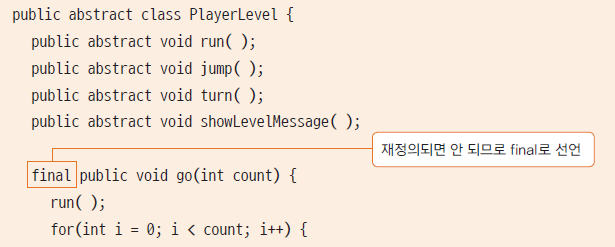 public abstract class PlayerLevel {
public abstract void run( );
public abstract void jump( );
public abstract void turn( );
public abstract void showLevelMessage( );
재정의되면 안 되므로 final로 선언
final public void go(int count) {
run( );
for(int i = 0; i < count; i++) {